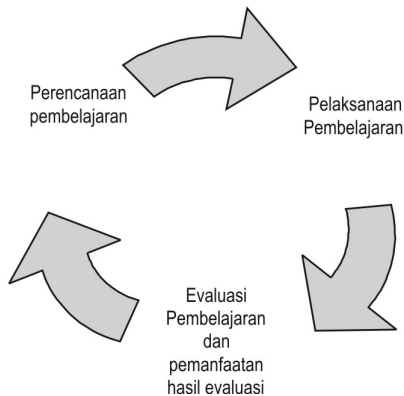 Perencanaan
pembelajaran
Pelaksanaan
Pembelajaran
Evaluasi
Pembelajaran
dan
pemanfaatan
hasil evaluasi